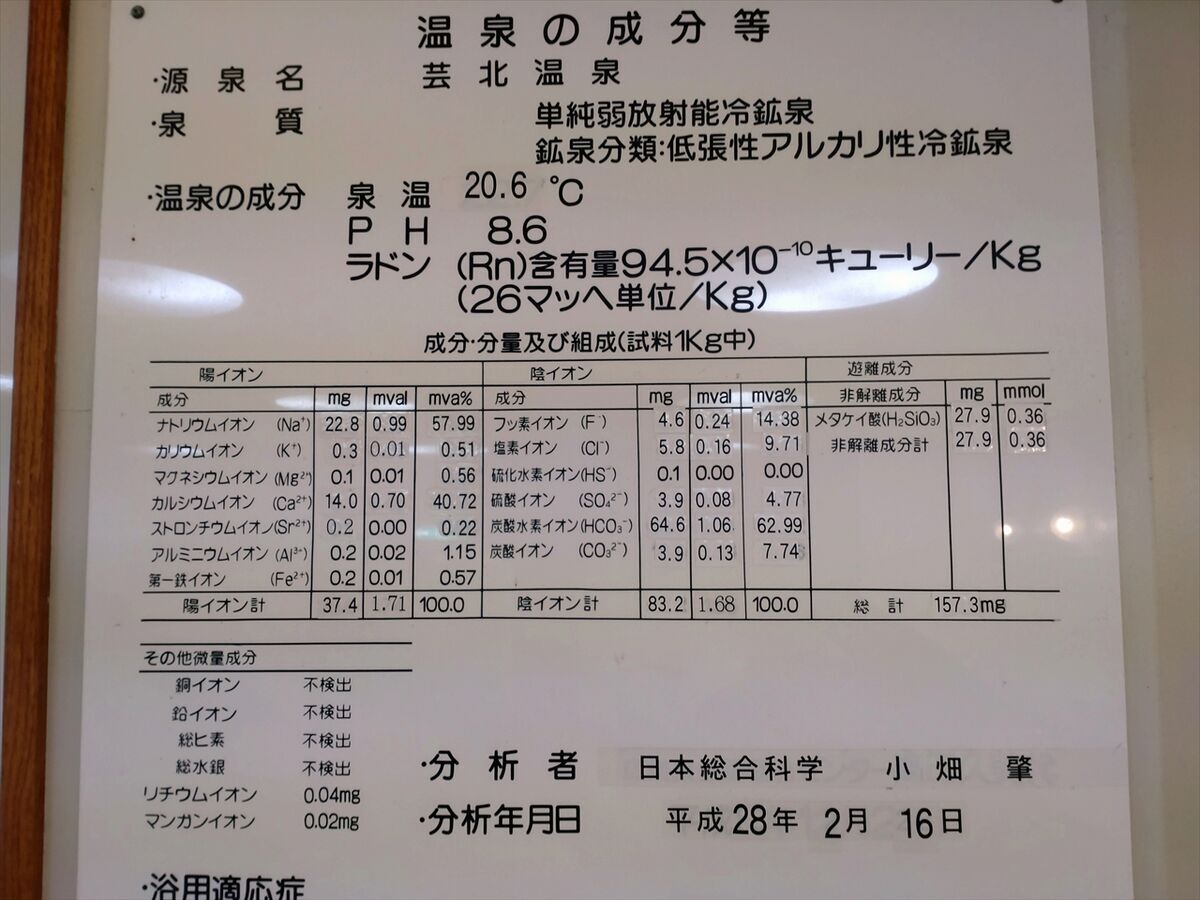 温泉の成分等
・源泉名 芸北温泉
・泉質 単純弱放射能冷鉱泉
鉱泉分類:低張性アルカリ性冷鉱泉
・温泉の成分 泉温 20.6 ℃
PH 8.6
ラドン (Rn)含有量94.5×10⁻¹⁰キューリー/Kg
(26マッヘ単位/Kg)
成分・分量及び組成(試料1Kg中)
陽イオン 陰イオン 遊離成分
成分 mg mval mva% 成分 mg mval mva% 非解離成分 mg mmol
ナトリウムイオン (Na⁺) 22.8 0.99 57.99 フッ素イオン (F⁻) 4.6 0.24 14.38 メタケイ酸(H₂SiO₃) 27.9 0.36
カリウムイオン (K⁺) 0.3 0.01 0.51 塩素イオン (Cl⁻) 5.8 0.16 9.71 非解離成分計 27.9 0.36
マグネシウムイオン(Mg²⁺) 0.1 0.01 0.56 硫化水素イオン(HS⁻) 0.1 0.00 0.00
カルシウムイオン (Ca²⁺) 14.0 0.70 40.72 硫酸イオン (SO₄²⁻) 3.9 0.08 4.77
ストロンチウムイオン(Sr²⁺) 0.2 0.00 0.22 炭酸水素イオン(HCO₃⁻) 64.6 1.06 62.99
アルミニウムイオン(Al³⁺) 0.2 0.02 1.15 炭酸イオン (CO₃²⁻) 3.9 0.13 7.74
第一鉄イオン (Fe²⁺) 0.2 0.01 0.57
陽イオン計 37.4 1.71 100.0 陰イオン計 83.2 1.68 100.0 総計 157.3mg
その他微量成分
銅イオン 不検出
鉛イオン 不検出
総ヒ素 不検出
総水銀 不検出
リチウムイオン 0.04mg
マンガンイオン 0.02mg
・分析者 日本総合科学 小畑 肇
・分析年月日 平成28年 2月 16日
・浴用適応症